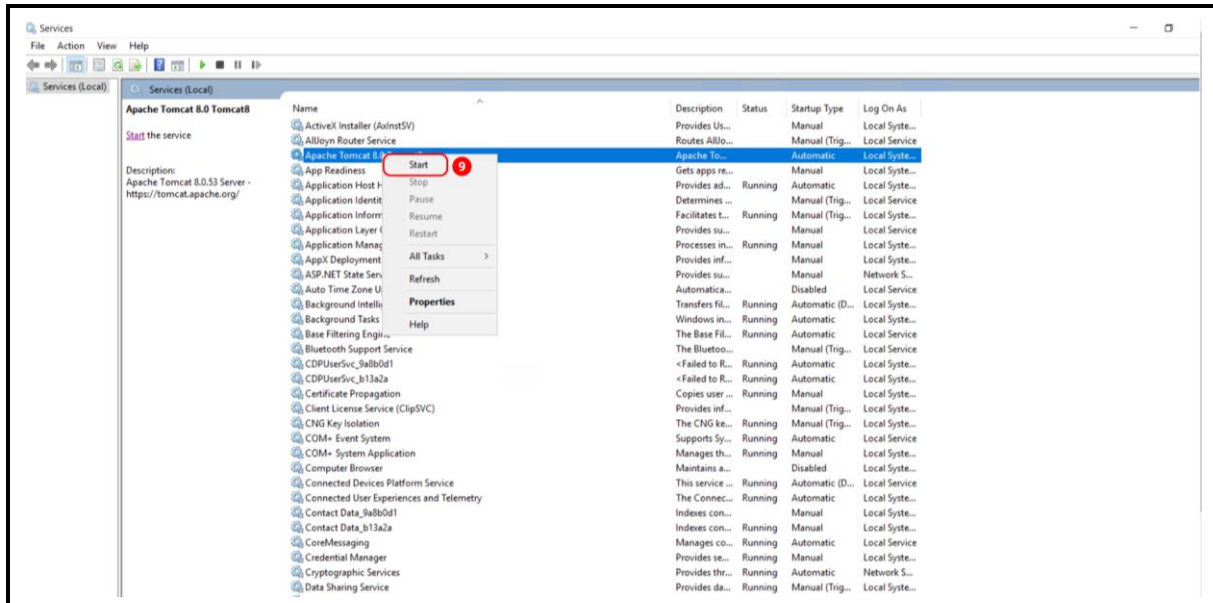 Services
File Action View Help
Services (Local)
Services (Local)
Apache Tomcat 8.0 Tomcat8
Start the service
Description:
Apache Tomcat 8.0.53 Server -
https://tomcat.apache.org/
Name Description Status Startup Type Log On As
ActiveX Installer (AxInstSV) Provides Us... Manual Local Syste...
AllJoyn Router Service Routes AllJo... Manual (Trig... Local Service
Apache Tomcat 8.0 Apache To... Automatic Local Syste...
App Readiness Gets apps re... Manual Local Syste...
Application Host H Provides ad... Running Automatic Local Syste...
Application Identit Determines ... Manual (Trig... Local Service
Application Inform Facilitates t... Running Manual (Trig... Local Syste...
Application Layer Provides su... Manual Local Service
Application Manag Processes in... Running Manual Local Syste...
AppX Deployment Provides inf... Manual Local Syste...
ASP.NET State Serv Provides su... Manual Network S...
Auto Time Zone U Automatica... Disabled Local Service
Background Intelli Transfers fil... Running Automatic (D... Local Syste...
Background Tasks Windows in... Running Automatic Local Syste...
Base Filtering Engine The Base Fil... Running Automatic Local Service
Bluetooth Support Service The Bluetoo... Manual (Trig... Local Service
CDPUserSvc_9a8b0d1 <Failed to R... Running Automatic Local Syste...
CDPUserSvc_b13a2a <Failed to R... Running Automatic Local Syste...
Certificate Propagation Copies user ... Running Manual Local Syste...
Client License Service (ClipSVC) Provides inf... Manual (Trig... Local Syste...
CNG Key Isolation The CNG ke... Running Manual (Trig... Local Syste...
COM+ Event System Supports Sy... Running Automatic Local Service
COM+ System Application Manages th... Running Manual Local Syste...
Computer Browser Maintains a... Disabled Local Syste...
Connected Devices Platform Service This service ... Running Automatic (D... Local Service
Connected User Experiences and Telemetry The Connec... Running Automatic Local Syste...
Contact Data_9a8b0d1 Indexes con... Manual Local Syste...
Contact Data_b13a2a Indexes con... Running Manual Local Syste...
CoreMessaging Manages co... Running Automatic Local Service
Credential Manager Provides se... Running Manual Local Syste...
Cryptographic Services Provides thr... Running Automatic Network S...
Data Sharing Service Provides da... Running Manual (Trig... Local Syste...
Start 9
Stop
Pause
Resume
Restart
All Tasks
Refresh
Properties
Help